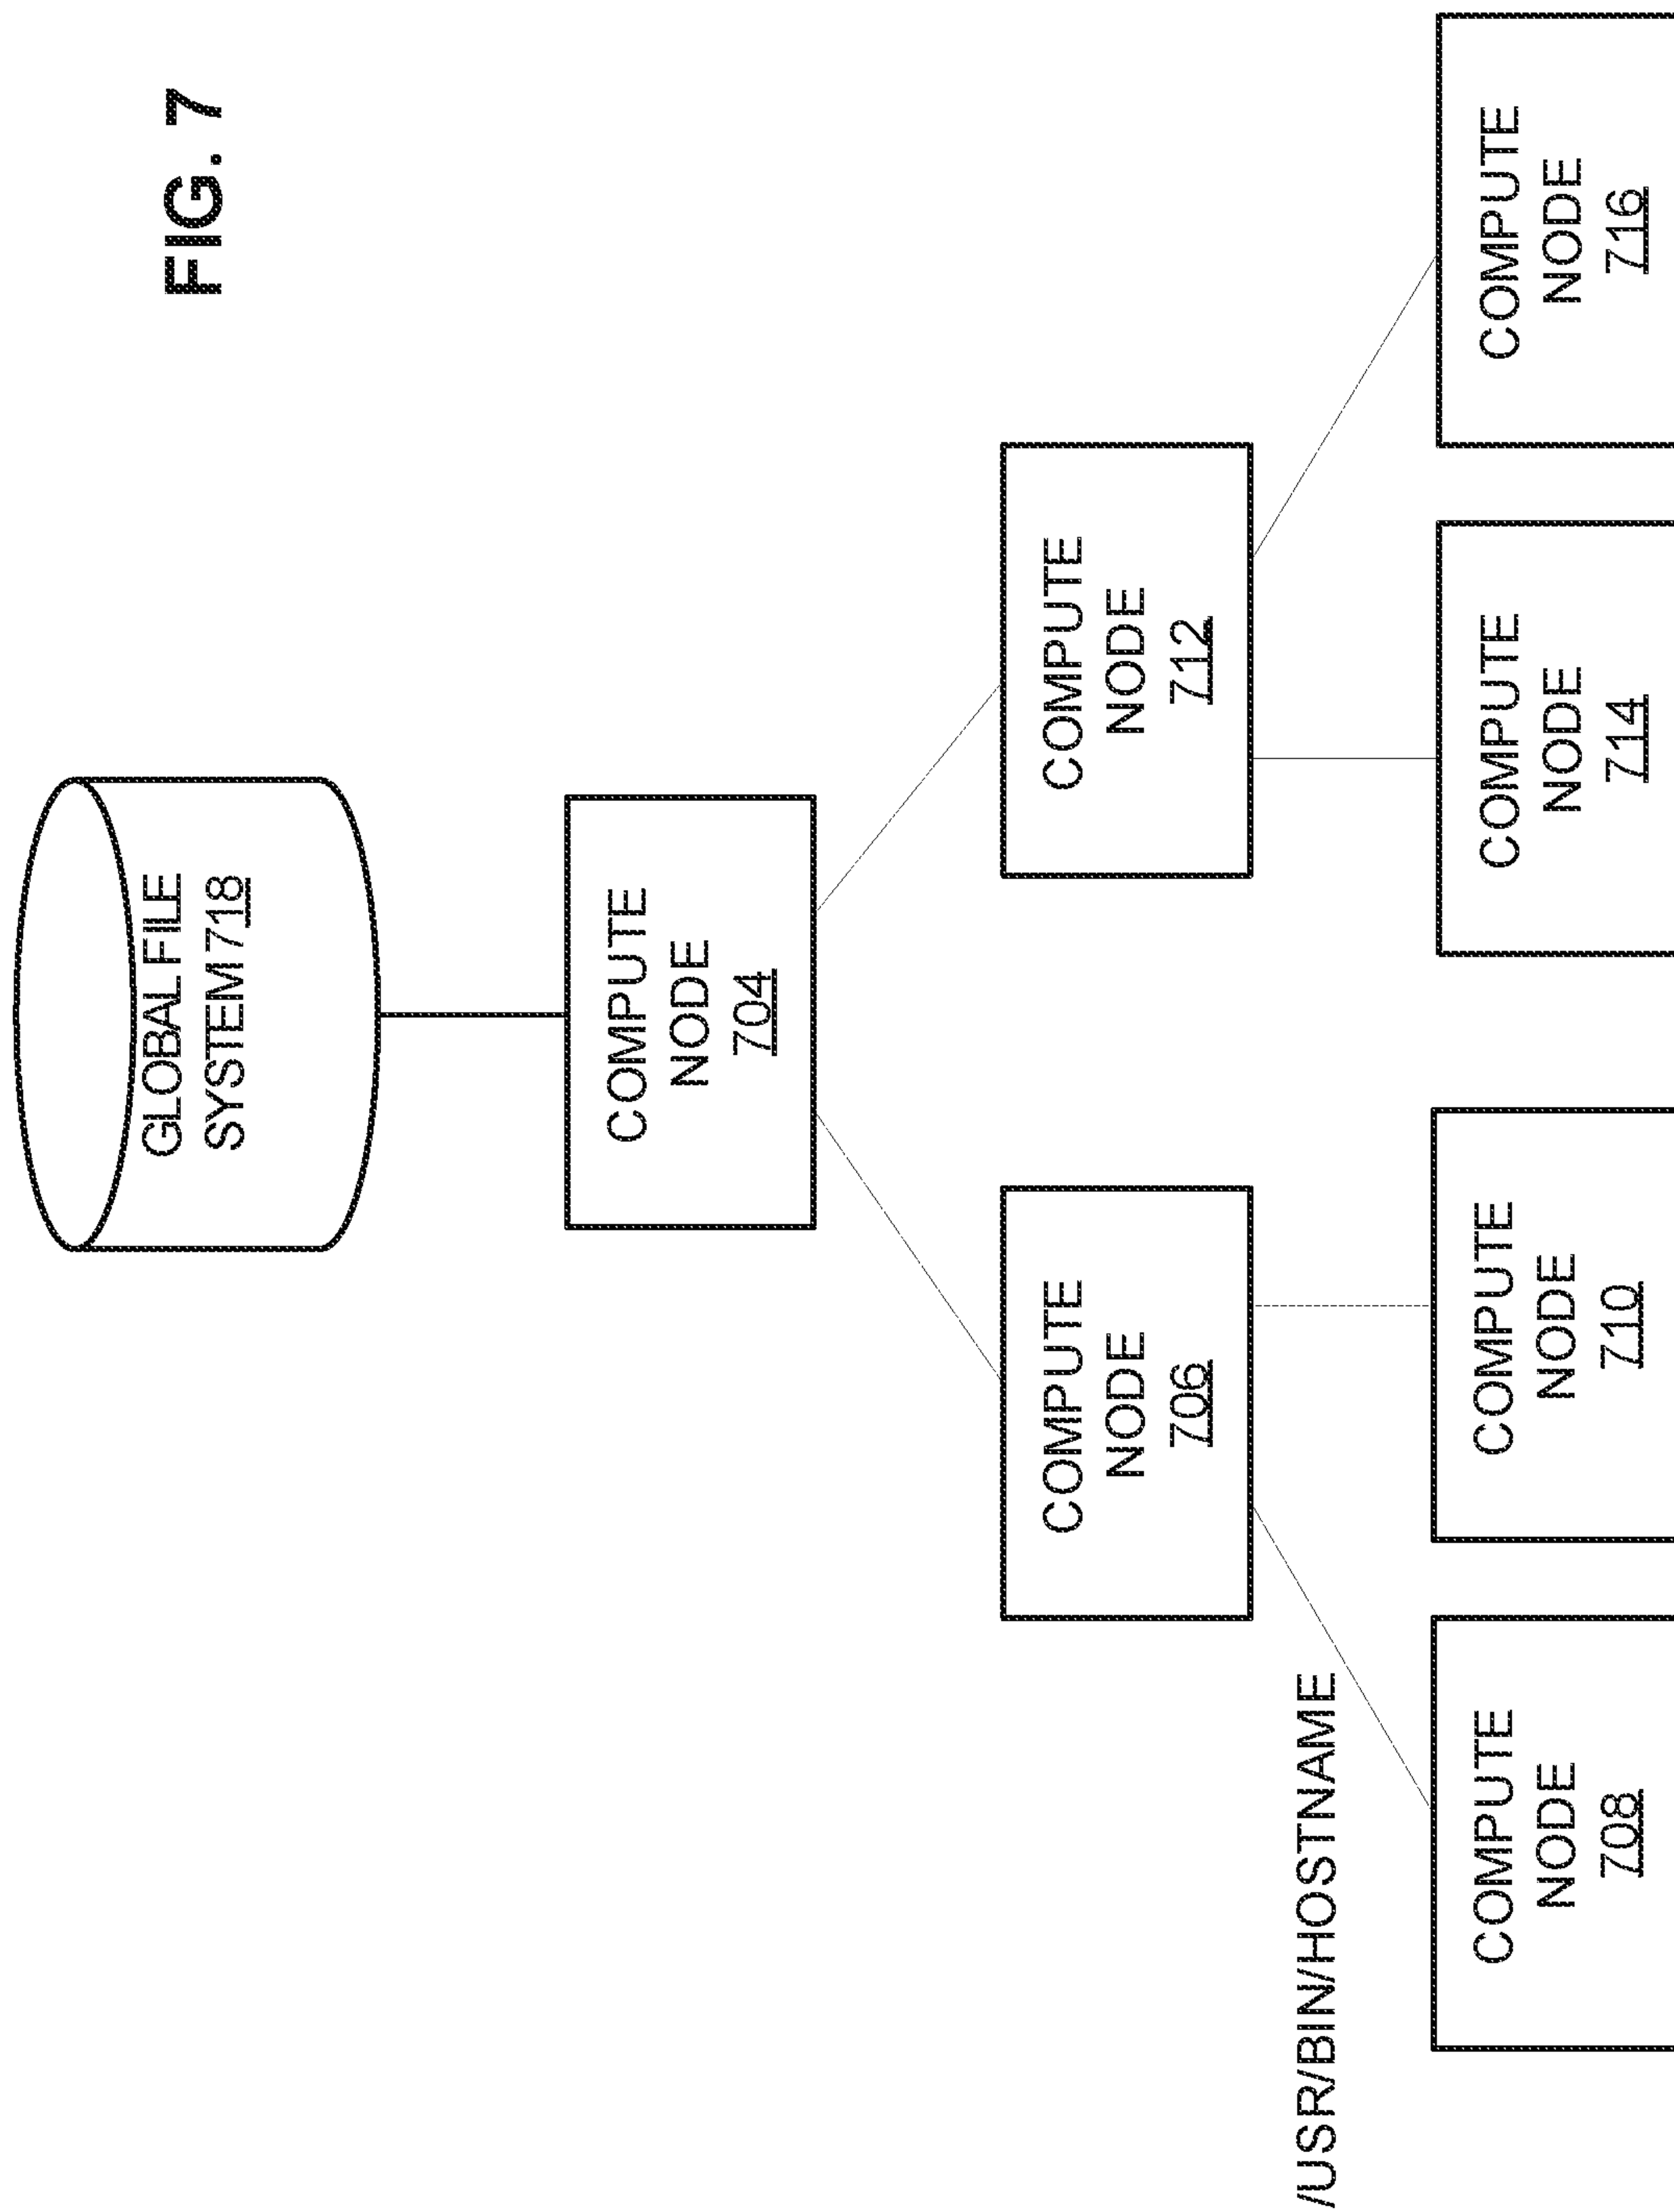 FIG. 7
GLOBAL FILE
SYSTEM 718
COMPUTE
NODE
704
COMPUTE
NODE
706
COMPUTE
NODE
712
/USR/BIN/HOSTNAME
COMPUTE
NODE
708
COMPUTE
NODE
710
COMPUTE
NODE
714
COMPUTE
NODE
716